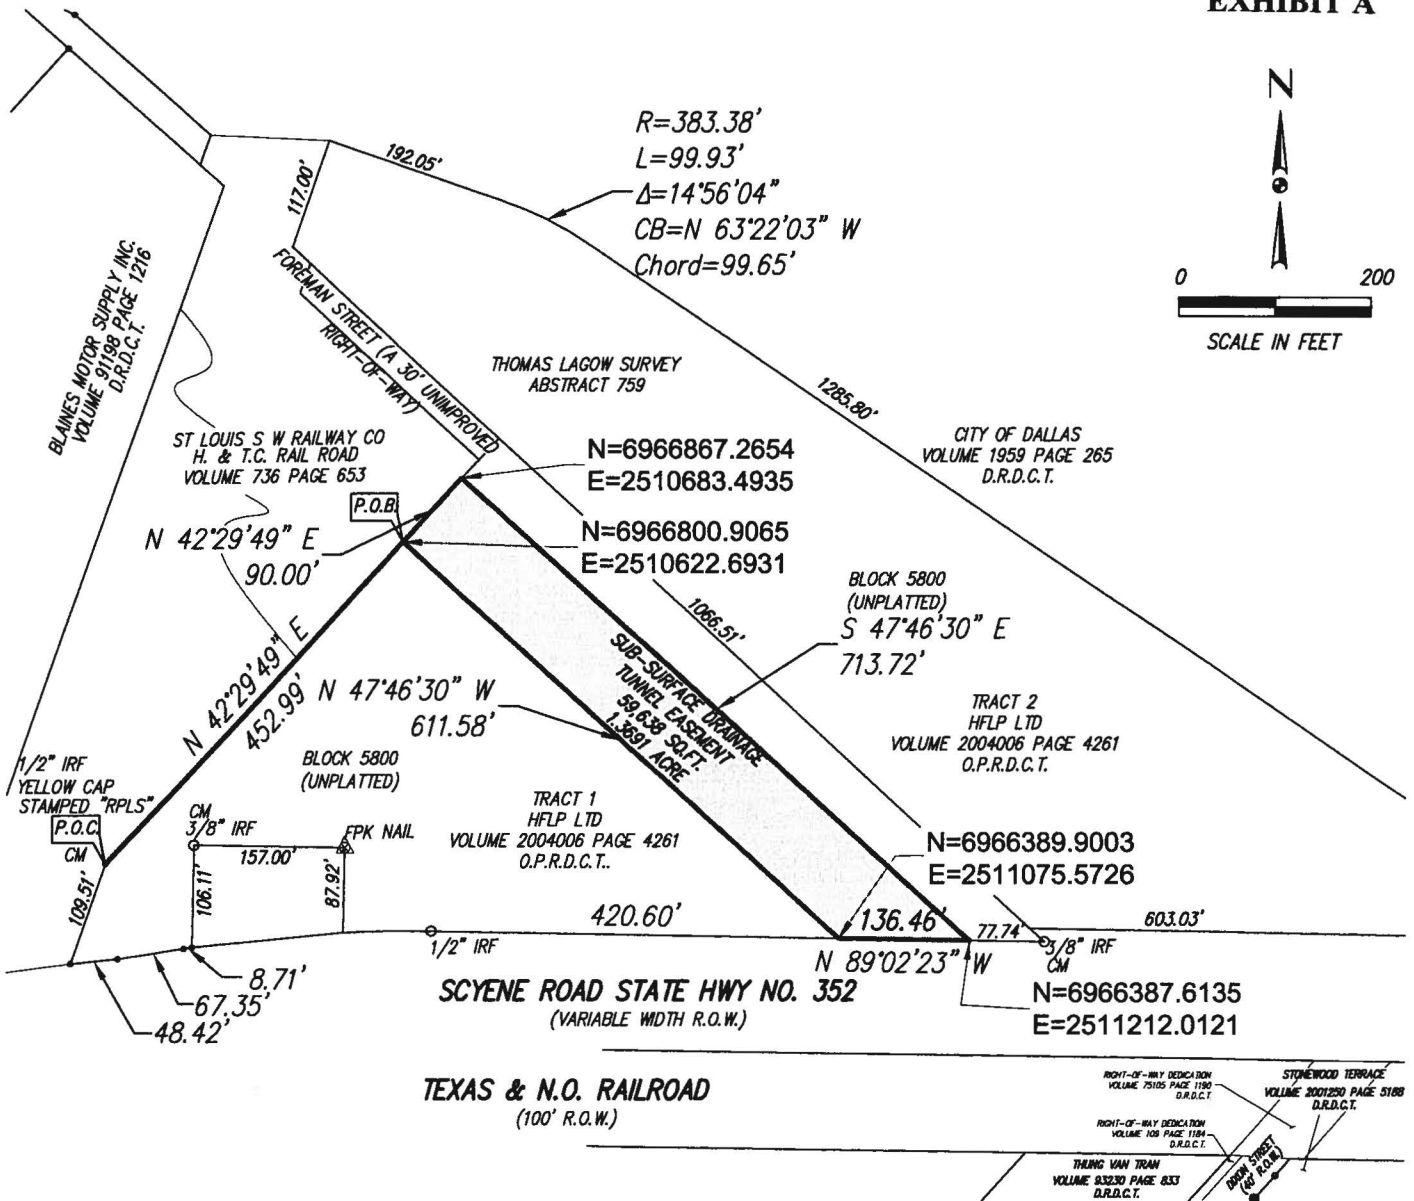 EXHIBIT A
N
0 200
SCALE IN FEET
R=383.38'
L=99.93'
Δ=14°56'04"
CB=N 63°22'03" W
Chord=99.65'
192.05'
117.00'
FOREMAN STREET (A 30' UNIMPROVED
RIGHT-OF-WAY)
BLAINES MOTOR SUPPLY INC.
VOLUME 91198 PAGE 1216
D.R.D.C.T.
THOMAS LAGOW SURVEY
ABSTRACT 759
1285.80'
CITY OF DALLAS
VOLUME 1959 PAGE 265
D.R.D.C.T.
ST LOUIS S W RAILWAY CO
H. & T.C. RAIL ROAD
VOLUME 736 PAGE 653
N=6966867.2654
E=2510683.4935
P.O.B.
N=6966800.9065
E=2510622.6931
N 42°29'49" E
90.00'
BLOCK 5800
(UNPLATTED)
S 47°46'30" E
713.72'
1066.51'
N 42°29'49" E
452.99'
N 47°46'30" W
611.58'
SUB-SURFACE DRAINAGE
TUNNEL EASEMENT
59,638 SQ.FT.
1.3691 ACRE
TRACT 2
HFLP LTD
VOLUME 2004006 PAGE 4261
O.P.R.D.C.T.
BLOCK 5800
(UNPLATTED)
1/2" IRF
YELLOW CAP
STAMPED "RPLS"
P.O.C.
CM
CM
3/8" IRF
FPK NAIL
157.00'
TRACT 1
HFLP LTD
VOLUME 2004006 PAGE 4261
O.P.R.D.C.T..
N=6966389.9003
E=2511075.5726
109.51'
106.11'
87.92'
420.60'
136.46'
77.74'
603.03'
1/2" IRF
3/8" IRF
CM
N 89°02'23" W
8.71'
67.35'
48.42'
SCYENE ROAD STATE HWY NO. 352
(VARIABLE WIDTH R.O.W.)
N=6966387.6135
E=2511212.0121
TEXAS & N.O. RAILROAD
(100' R.O.W.)
RIGHT-OF-WAY DEDICATION
VOLUME 75105 PAGE 1190
D.R.D.C.T.
STONEWOOD TERRACE
VOLUME 2001250 PAGE 5188
D.R.D.C.T.
RIGHT-OF-WAY DEDICATION
VOLUME 109 PAGE 1184
D.R.D.C.T.
DIXON STREET
(40' R.O.W.)
THUNG VAN TRAN
VOLUME 93230 PAGE 833
D.R.D.C.T.